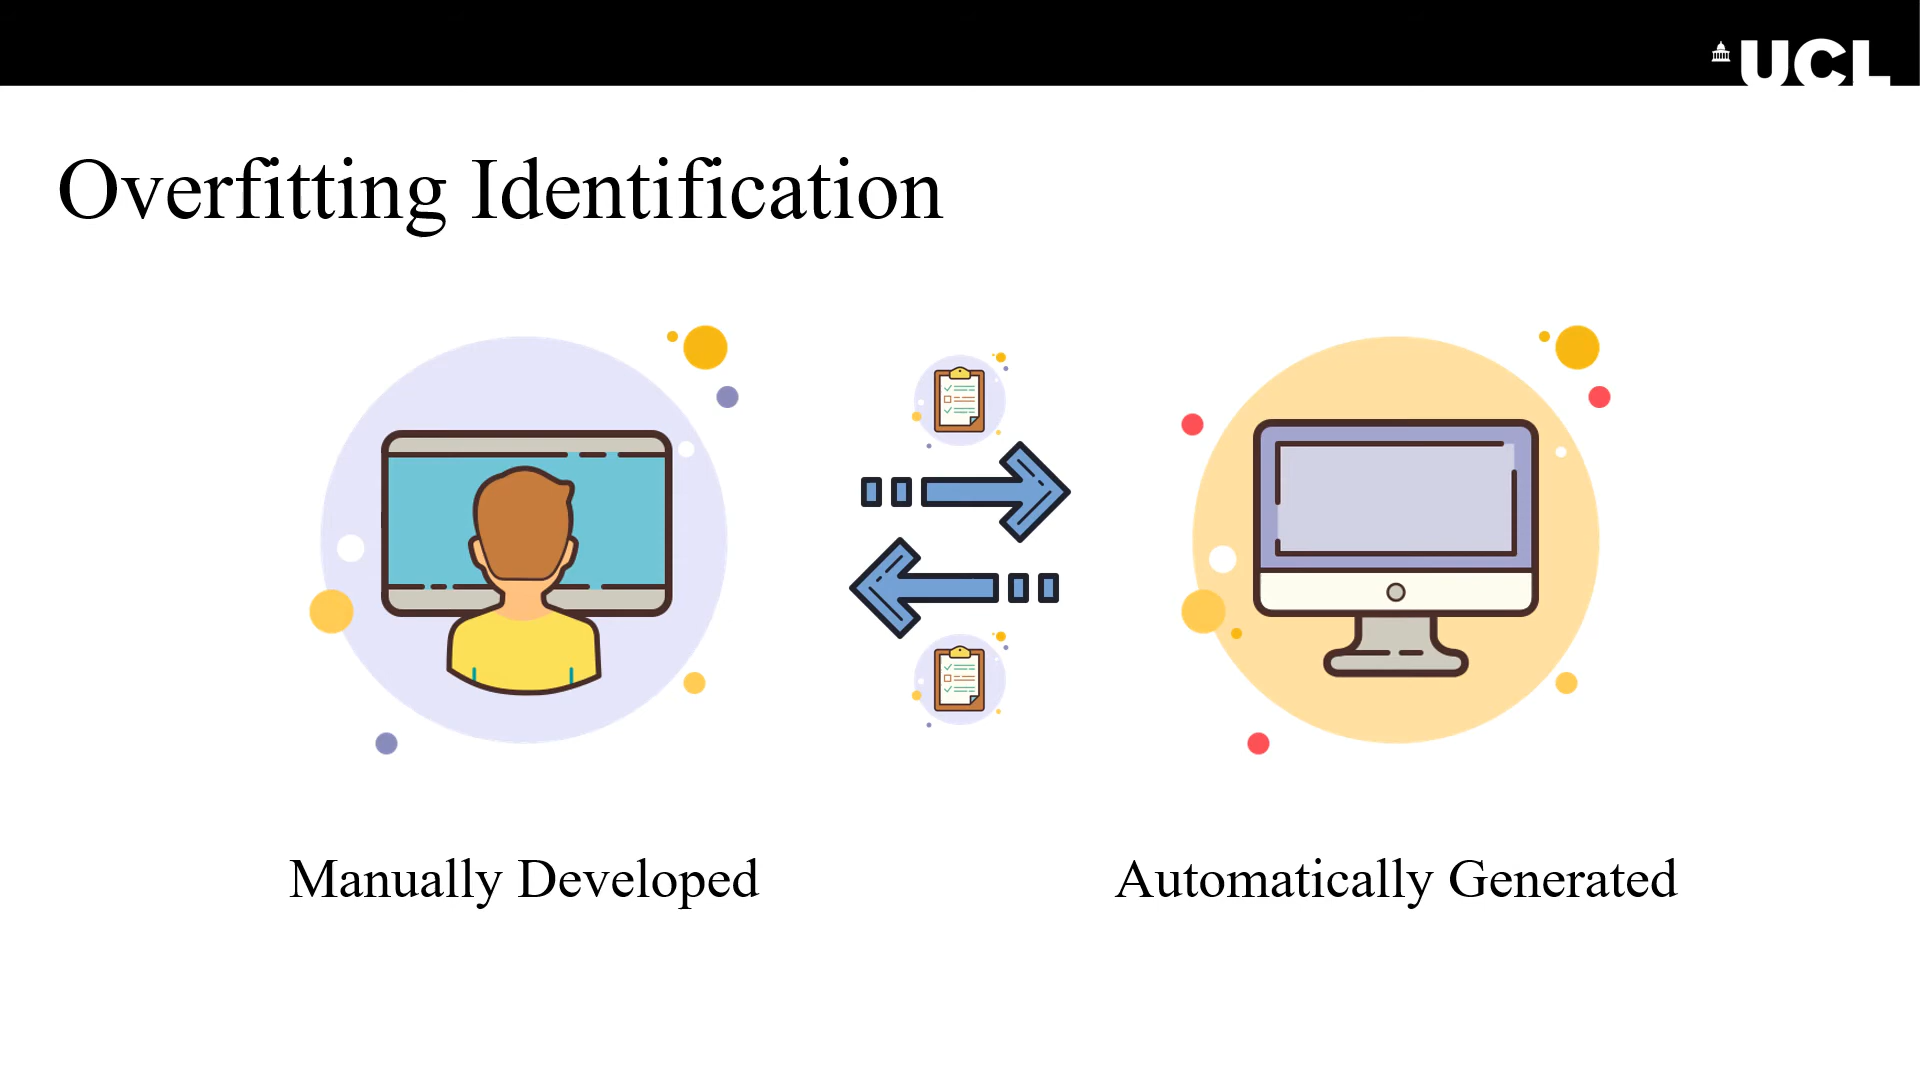 UCL
Overfitting Identification
Manually Developed
Automatically Generated